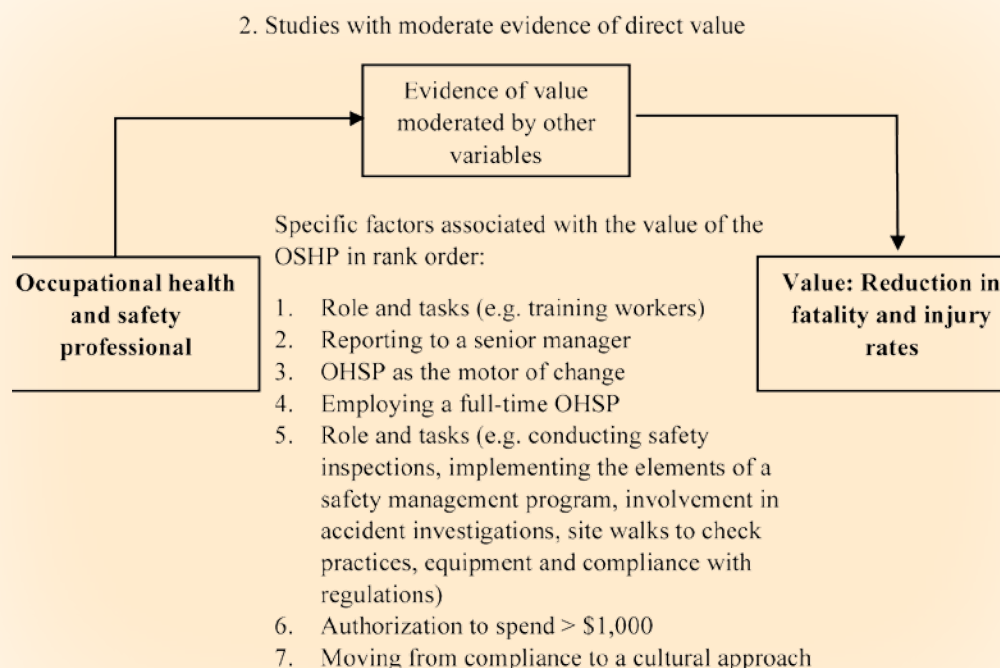 2. Studies with moderate evidence of direct value
Evidence of value
moderated by other
variables
Specific factors associated with the value of the
OSHP in rank order:
Occupational health
and safety
professional
Value: Reduction in
fatality and injury
rates
1. Role and tasks (e.g. training workers)
2. Reporting to a senior manager
3. OHSP as the motor of change
4. Employing a full-time OHSP
5. Role and tasks (e.g. conducting safety
inspections, implementing the elements of a
safety management program, involvement in
accident investigations, site walks to check
practices, equipment and compliance with
regulations)
6. Authorization to spend > $1,000
7. Moving from compliance to a cultural approach